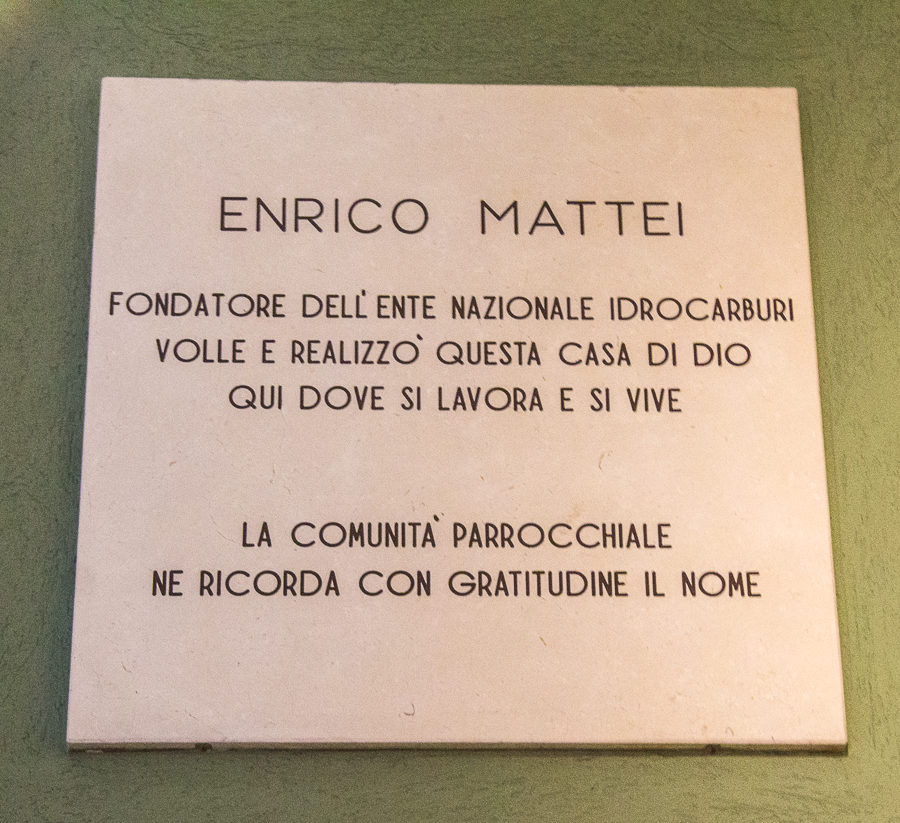 ENRICO MATTEI
FONDATORE DELL'ENTE NAZIONALE IDROCARBURI
VOLLE E REALIZZO' QUESTA CASA DI DIO
QUI DOVE SI LAVORA E SI VIVE
LA COMUNITA' PARROCCHIALE
NE RICORDA CON GRATITUDINE IL NOME